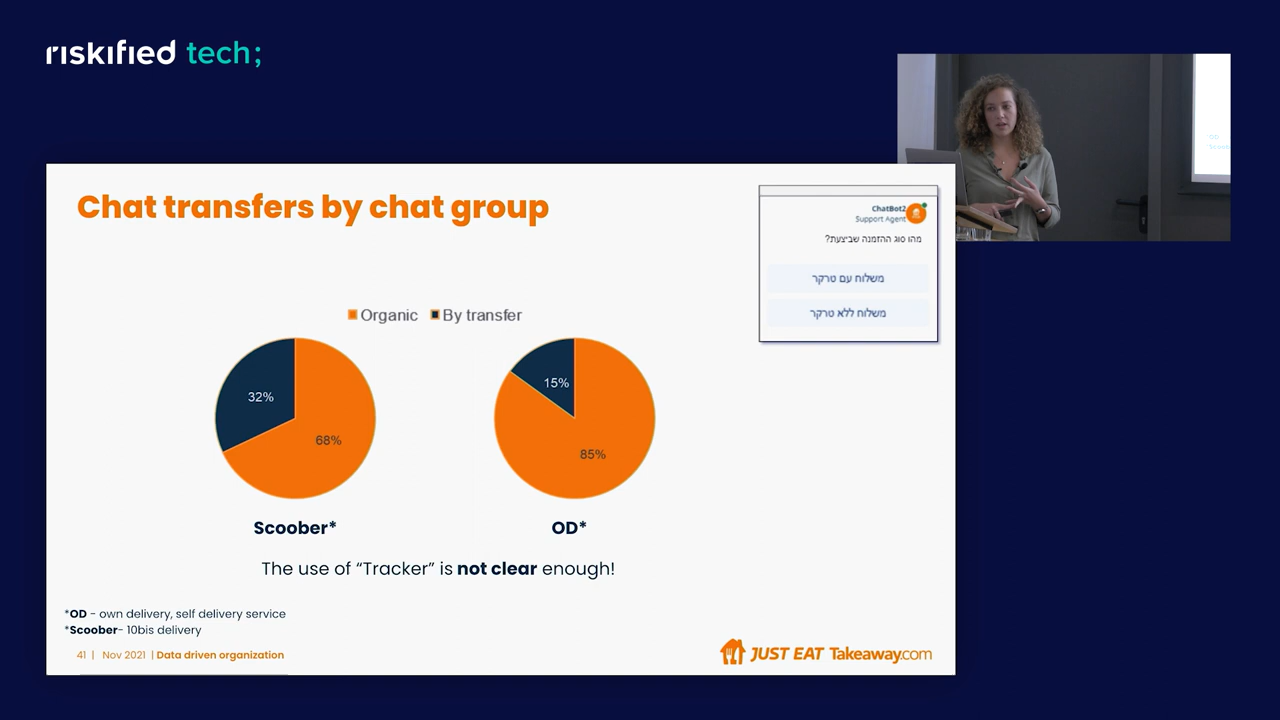 riskified tech;
Chat transfers by chat group
ChatBot2
Support Agent
מהו סוג ההזמנה שביצעת?
משלוח עם טרקר
משלוח ללא טרקר
Organic By transfer
32%
68%
15%
85%
Scoober*
OD*
The use of “Tracker” is not clear enough!
*OD - own delivery, self delivery service
*Scoober- 10bis delivery
41 | Nov 2021 | Data driven organization
JUST EAT Takeaway.com